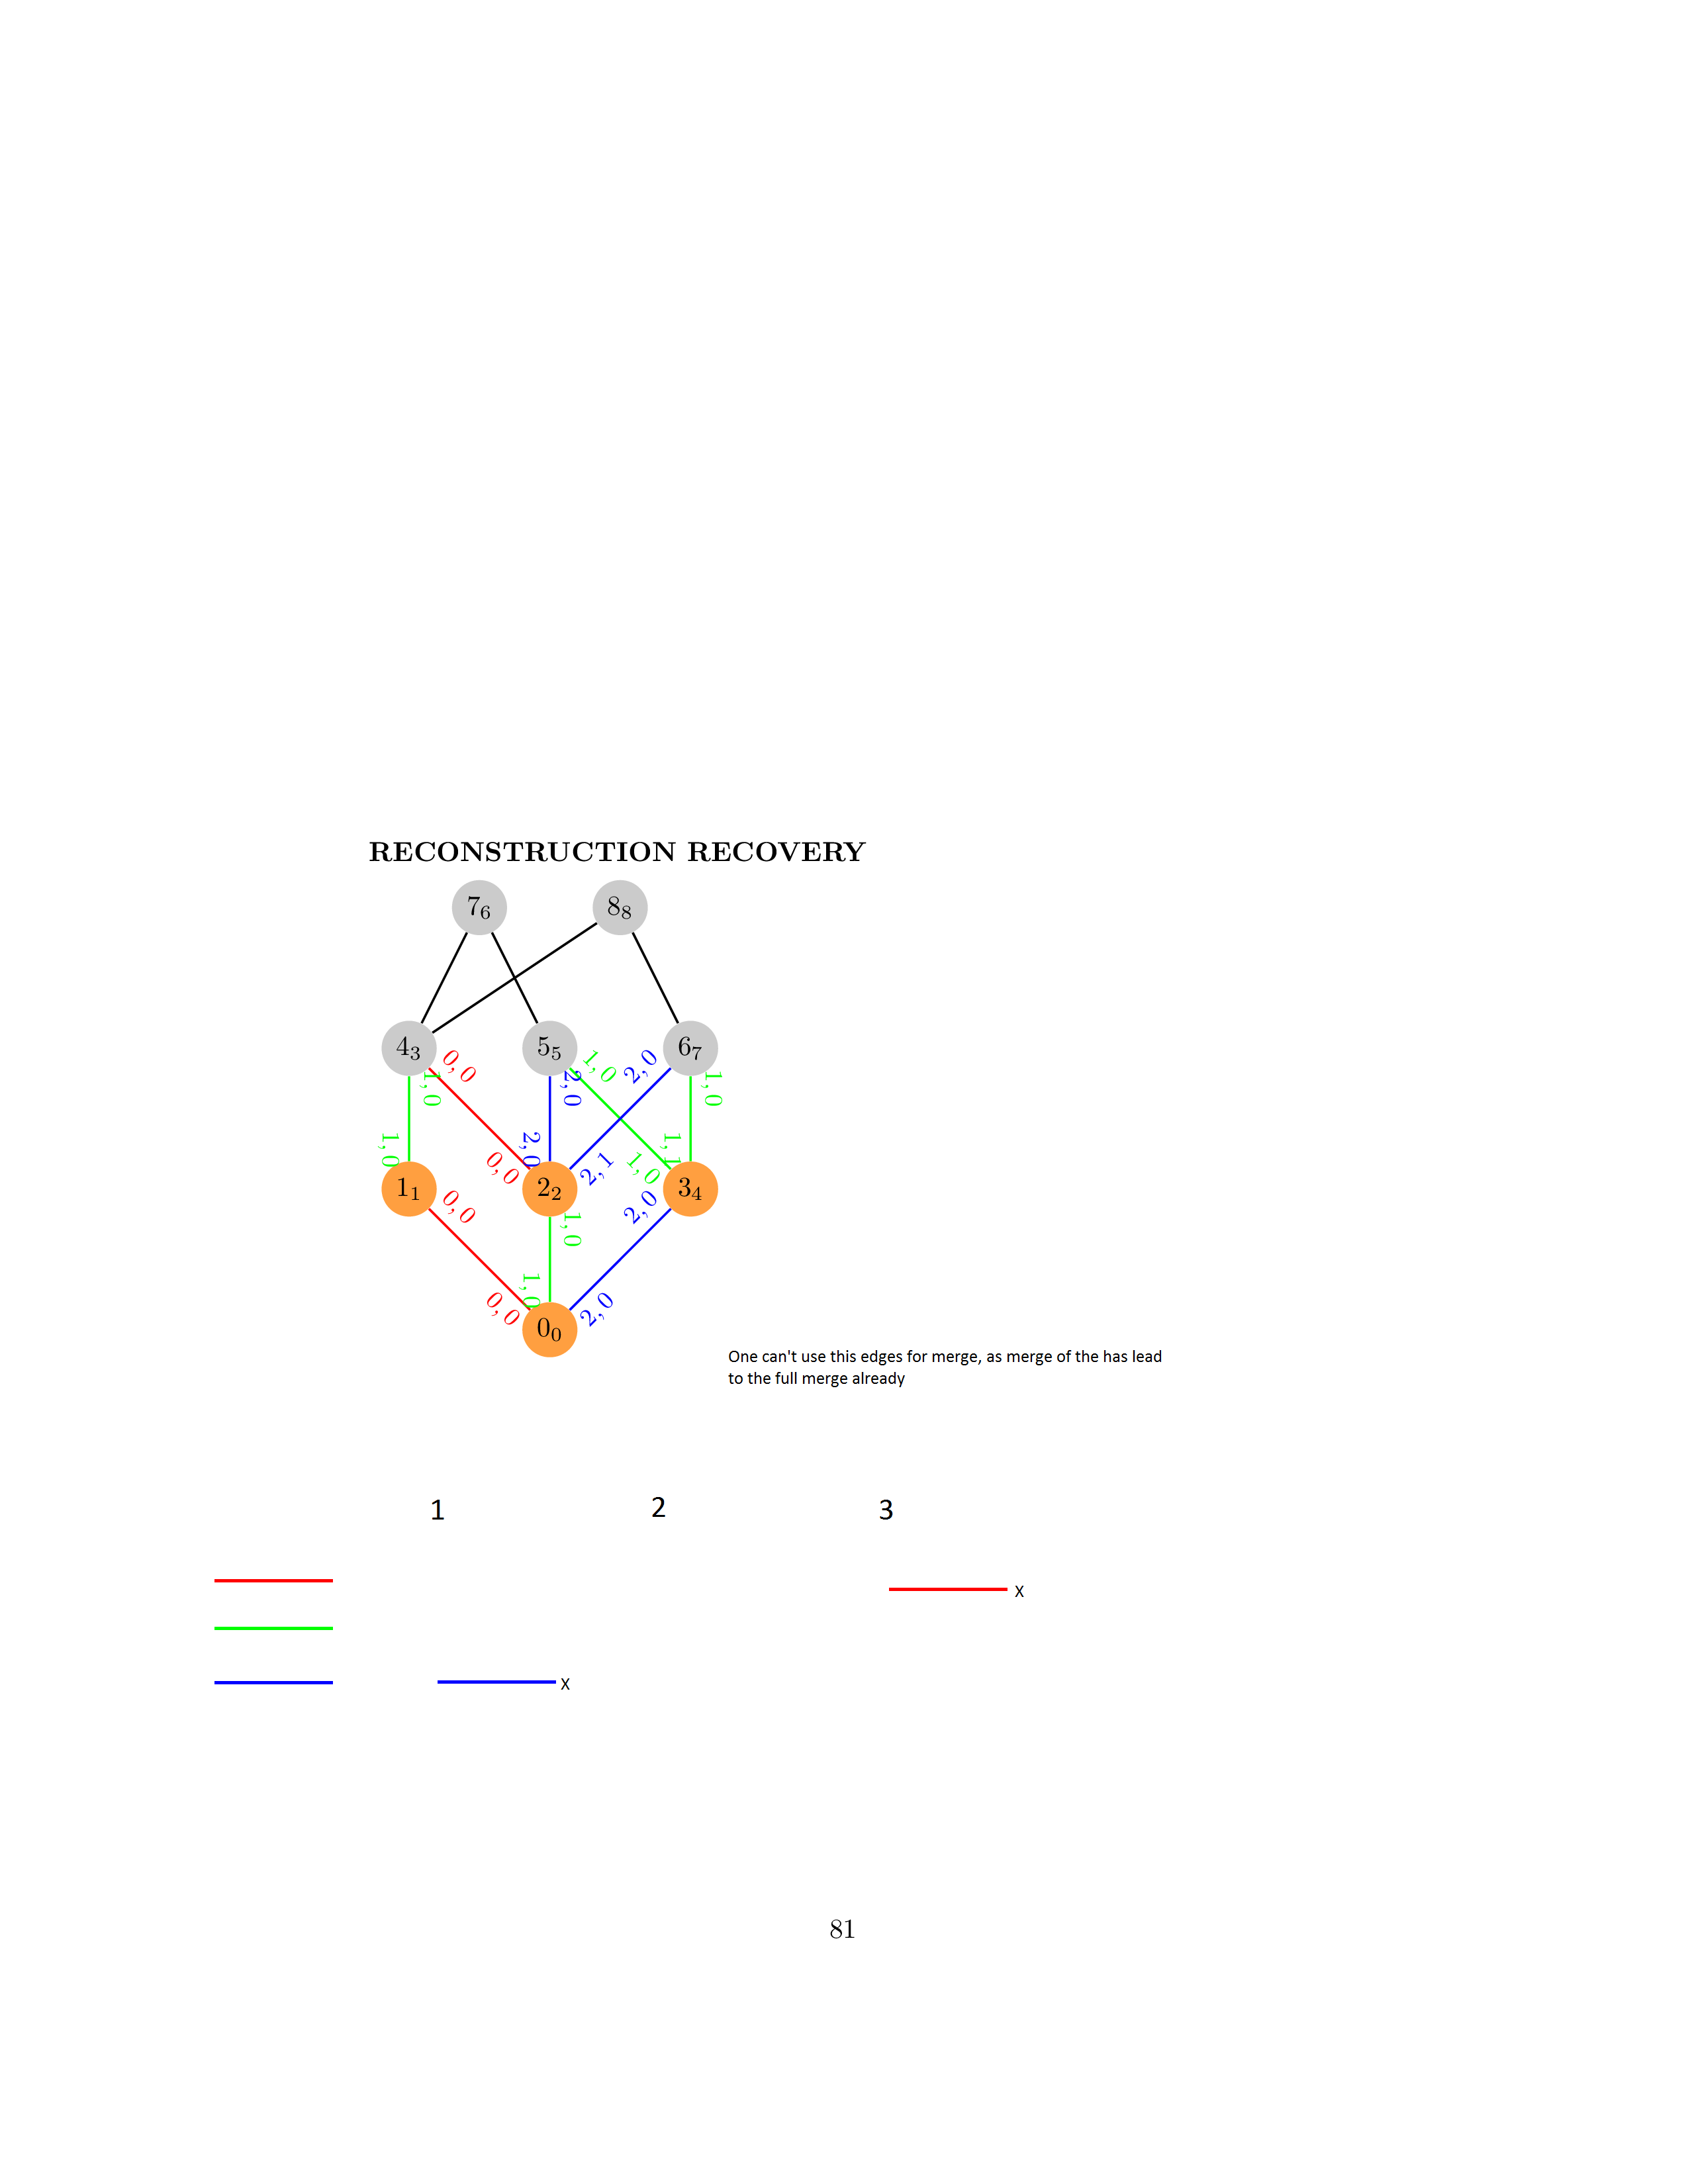 RECONSTRUCTION RECOVERY
7₆ 8₈
4₃ 5₅ 6₇
0,0 1,0 2,0
1,0 2,0 1,0
1,0 2,0 1,1
0,0 2,1 1,0
1₁ 2₂ 3₄
0,0 2,0
1,0
1,0
0,0 2,0
0₀
One can't use this edges for merge, as merge of the has lead
to the full merge already
1 2 3
x
x
81